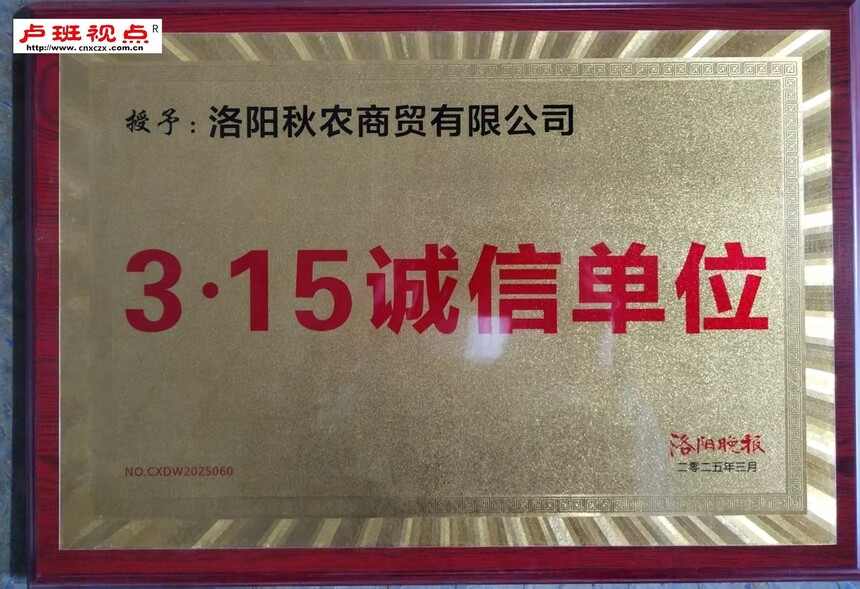 卢班视点R
http://www.cnxczx.com.cn
授予：洛阳秋农商贸有限公司
3·15诚信单位
NO.CXDW2025060
洛阳晚报
二零二五年三月